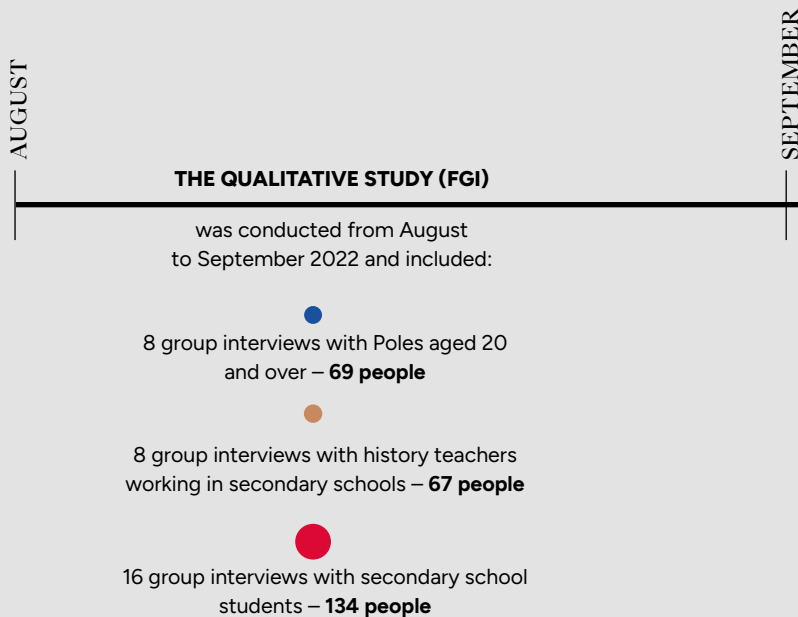 AUGUST
SEPTEMBER
THE QUALITATIVE STUDY (FGI)
was conducted from August
to September 2022 and included:
8 group interviews with Poles aged 20
and over – 69 people
8 group interviews with history teachers
working in secondary schools – 67 people
16 group interviews with secondary school
students – 134 people